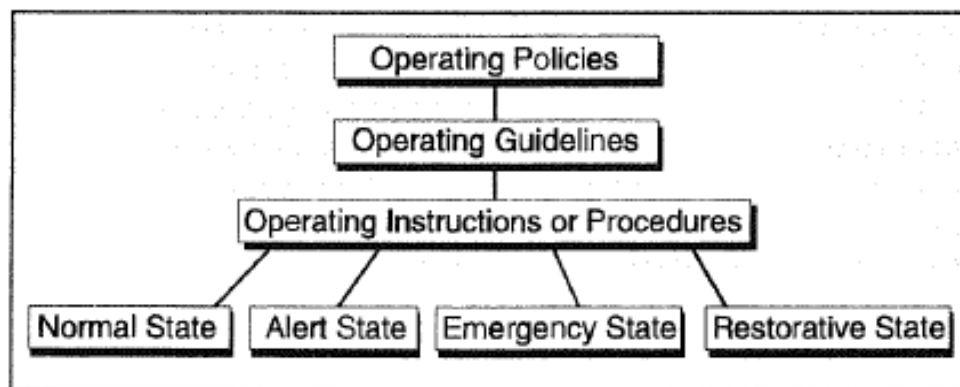 Operating Policies
Operating Guidelines
Operating Instructions or Procedures
Normal State
Alert State
Emergency State
Restorative State